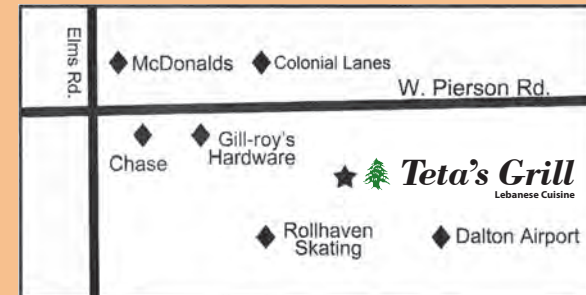 Elms Rd.
McDonalds
Colonial Lanes
W. Pierson Rd.
Chase
Gill-roy's
Hardware
Teta's Grill
Lebanese Cuisine
Rollhaven
Skating
Dalton Airport